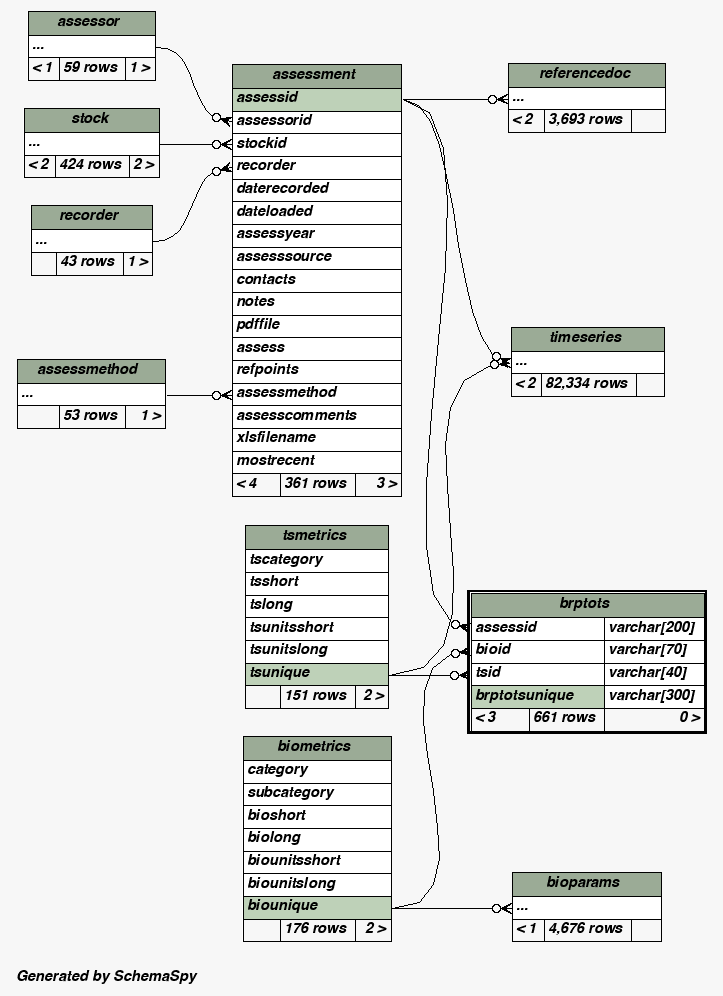 assessor
...
< 1 59 rows 1 >
stock
...
< 2 424 rows 2 >
recorder
...
43 rows 1 >
assessmethod
...
53 rows 1 >
assessment
assessid
assessorid
stockid
recorder
daterecorded
dateloaded
assessyear
assesssource
contacts
notes
pdffile
assess
refpoints
assessmethod
assesscomments
xlsfilename
mostrecent
< 4 361 rows 3 >
tsmetrics
tscategory
tsshort
tslong
tsunitsshort
tsunitslong
tsunique
151 rows 2 >
biometrics
category
subcategory
bioshort
biolong
biounitsshort
biounitslong
biounique
176 rows 2 >
referencedoc
...
< 2 3,693 rows
timeseries
...
< 2 82,334 rows
brptots
assessid varchar[200]
bioid varchar[70]
tsid varchar[40]
brptotsunique varchar[300]
< 3 661 rows 0 >
bioparams
...
< 1 4,676 rows
Generated by SchemaSpy